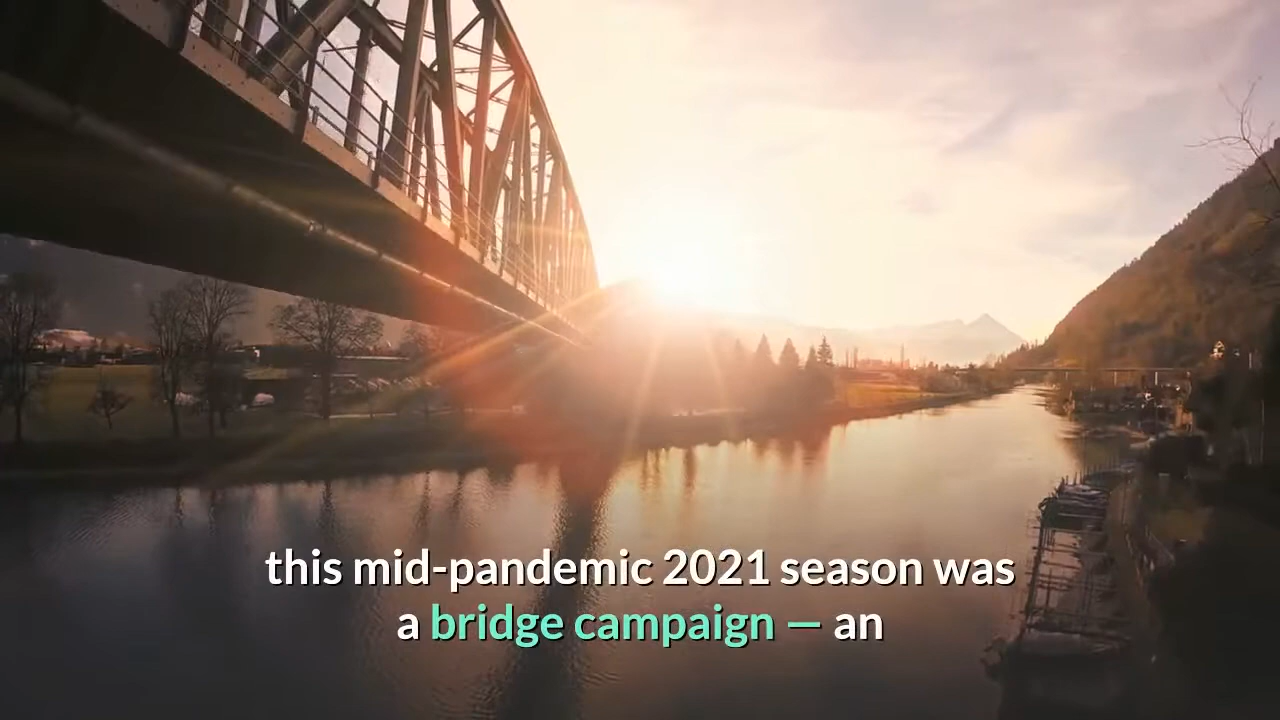 this mid-pandemic 2021 season was
a bridge campaign — an